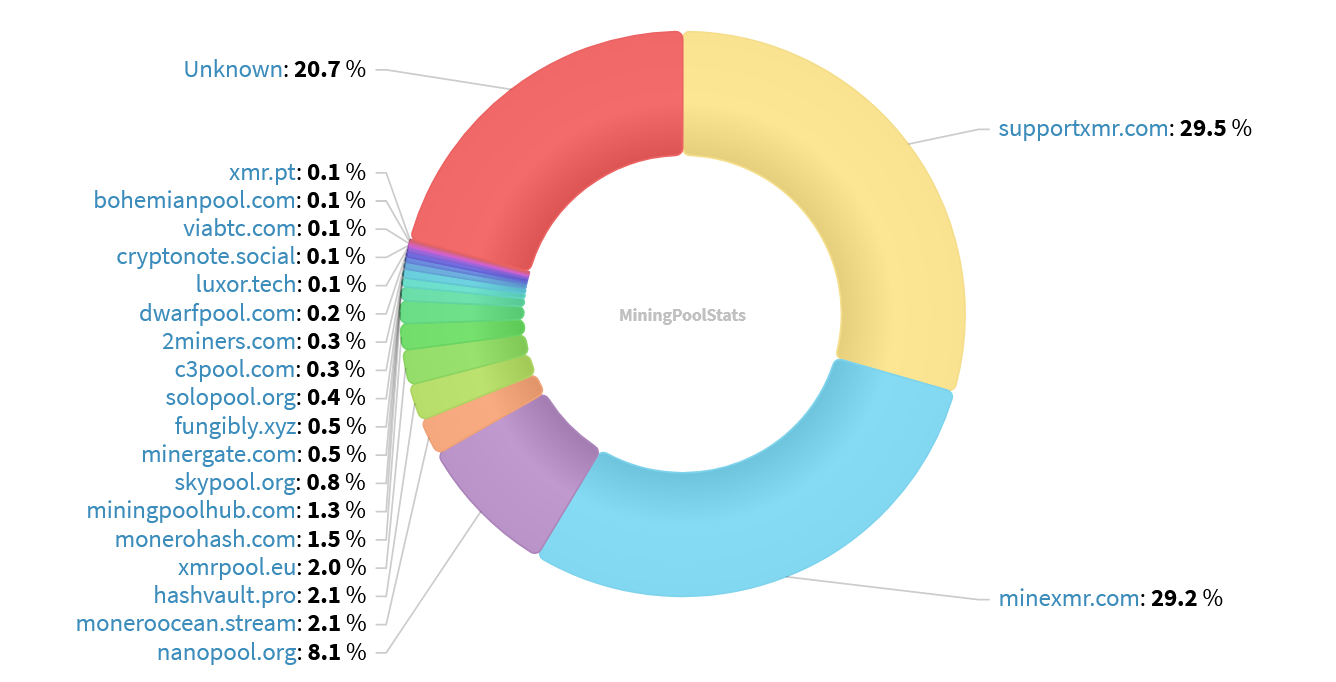 Unknown: 20.7 %
supportxmr.com: 29.5 %
xmr.pt: 0.1 %
bohemianpool.com: 0.1 %
viabtc.com: 0.1 %
cryptonote.social: 0.1 %
luxor.tech: 0.1 %
dwarfpool.com: 0.2 %
MiningPoolStats
2miners.com: 0.3 %
c3pool.com: 0.3 %
solopool.org: 0.4 %
fungibly.xyz: 0.5 %
minergate.com: 0.5 %
skypool.org: 0.8 %
miningpoolhub.com: 1.3 %
monerohash.com: 1.5 %
xmrpool.eu: 2.0 %
hashvault.pro: 2.1 %
minexmr.com: 29.2 %
moneroocean.stream: 2.1 %
nanopool.org: 8.1 %